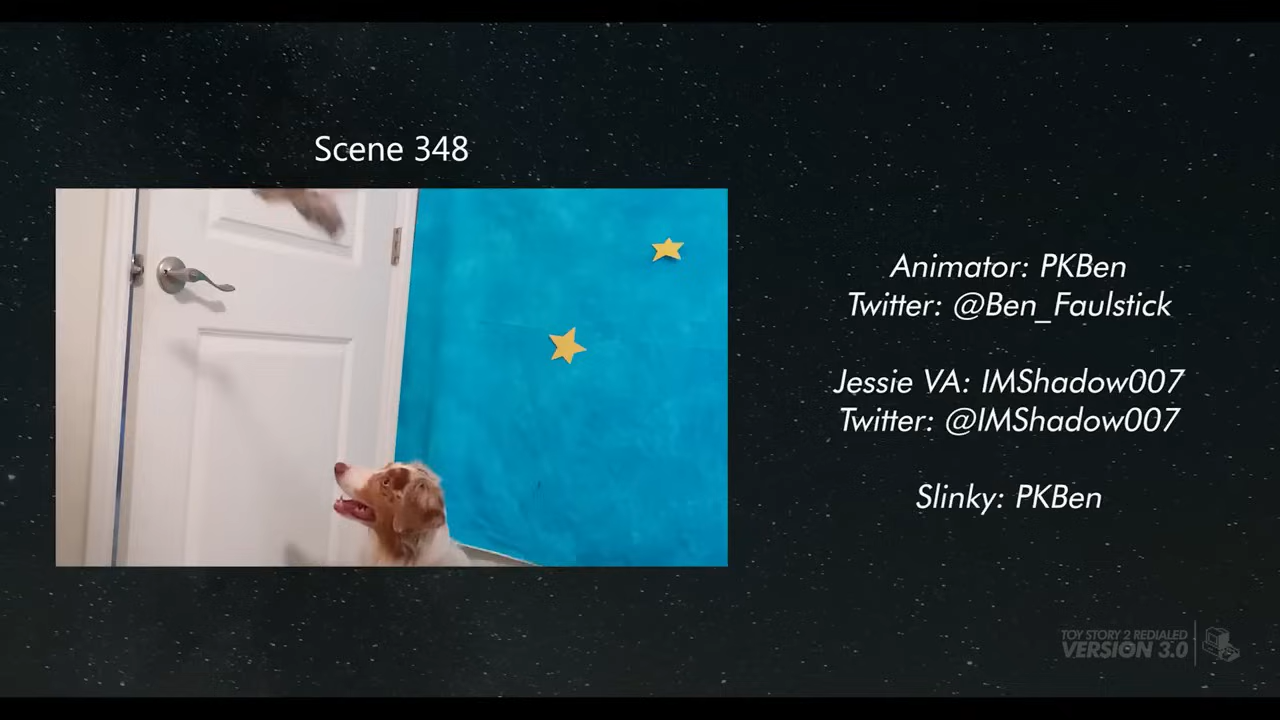 Scene 348
Animator: PKBen
Twitter: @Ben_Faulstick
Jessie VA: IMShadow007
Twitter: @IMShadow007
Slinky: PKBen
TOY STORY 2 REDIALED
VERSION 3.0